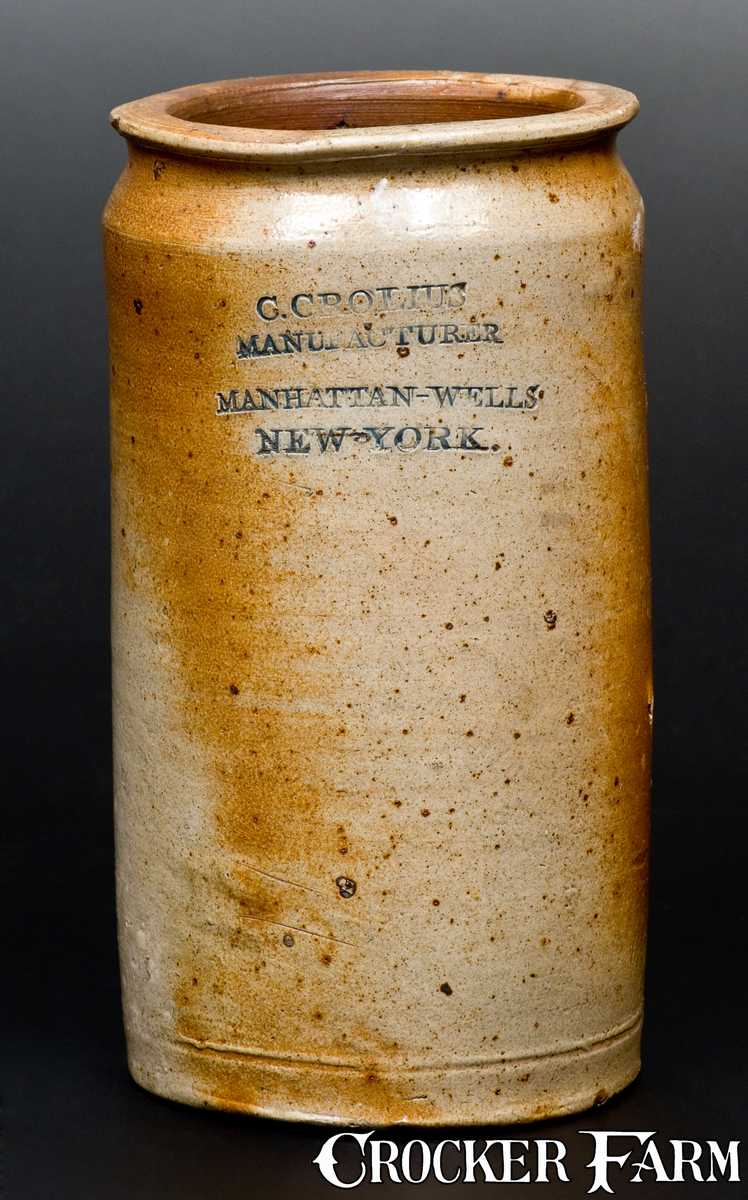 C. CROLIUS
MANUFACTURER
MANHATTAN-WELLS
NEW-YORK.
CROCKER FARM